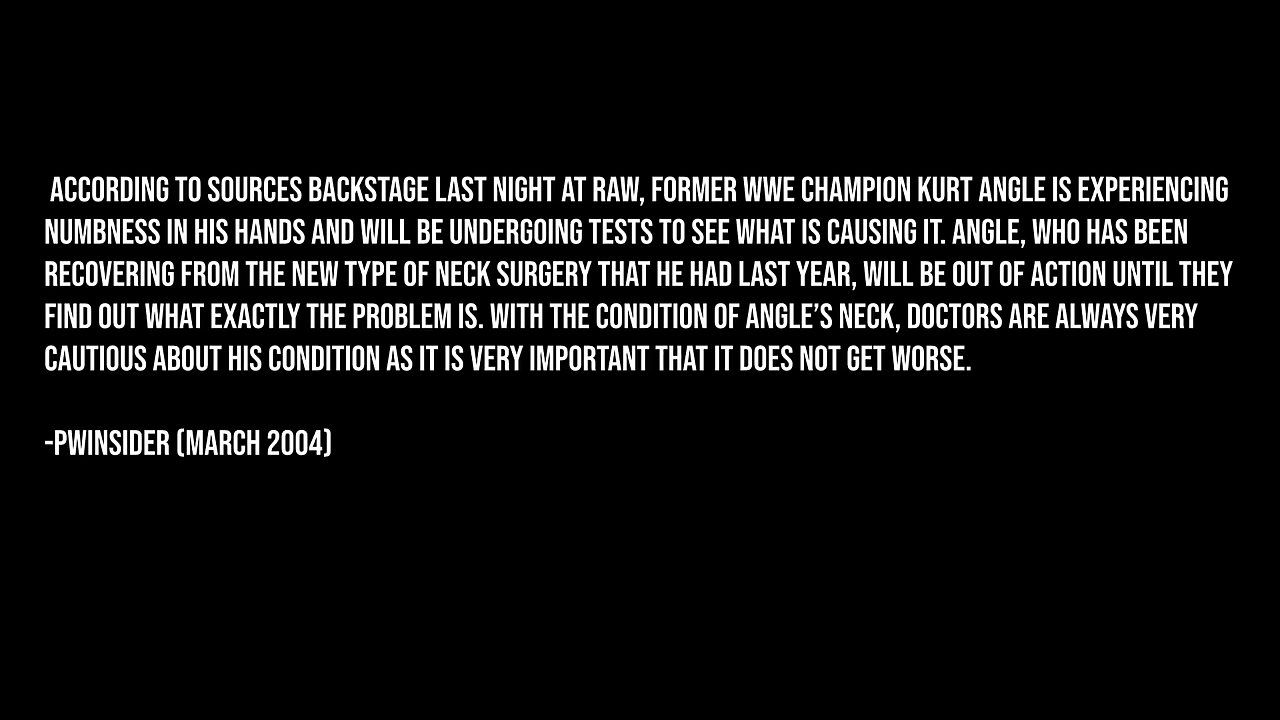 ACCORDING TO SOURCES BACKSTAGE LAST NIGHT AT RAW, FORMER WWE CHAMPION KURT ANGLE IS EXPERIENCING
NUMBNESS IN HIS HANDS AND WILL BE UNDERGOING TESTS TO SEE WHAT IS CAUSING IT. ANGLE, WHO HAS BEEN
RECOVERING FROM THE NEW TYPE OF NECK SURGERY THAT HE HAD LAST YEAR, WILL BE OUT OF ACTION UNTIL THEY
FIND OUT WHAT EXACTLY THE PROBLEM IS. WITH THE CONDITION OF ANGLE’S NECK, DOCTORS ARE ALWAYS VERY
CAUTIOUS ABOUT HIS CONDITION AS IT IS VERY IMPORTANT THAT IT DOES NOT GET WORSE.
-PWINSIDER (MARCH 2004)